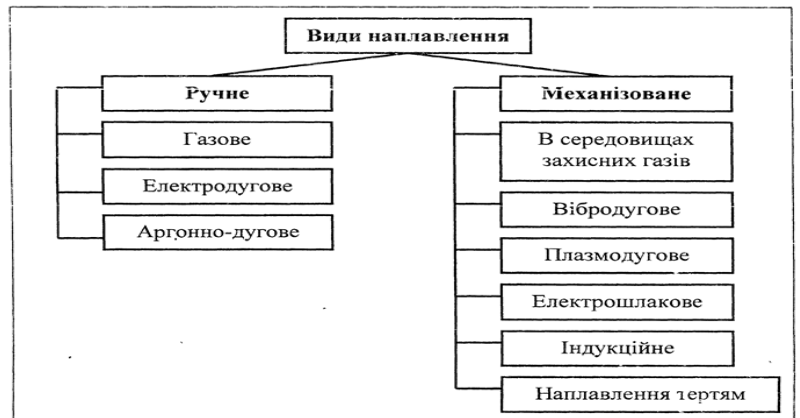 Види наплавлення
Ручне
Газове
Електродугове
Аргонно-дугове
Механізоване
В середовищах
захисних газів
Вібродугове
Плазмодугове
Електрошлакове
Індукційне
Наплавлення тертям